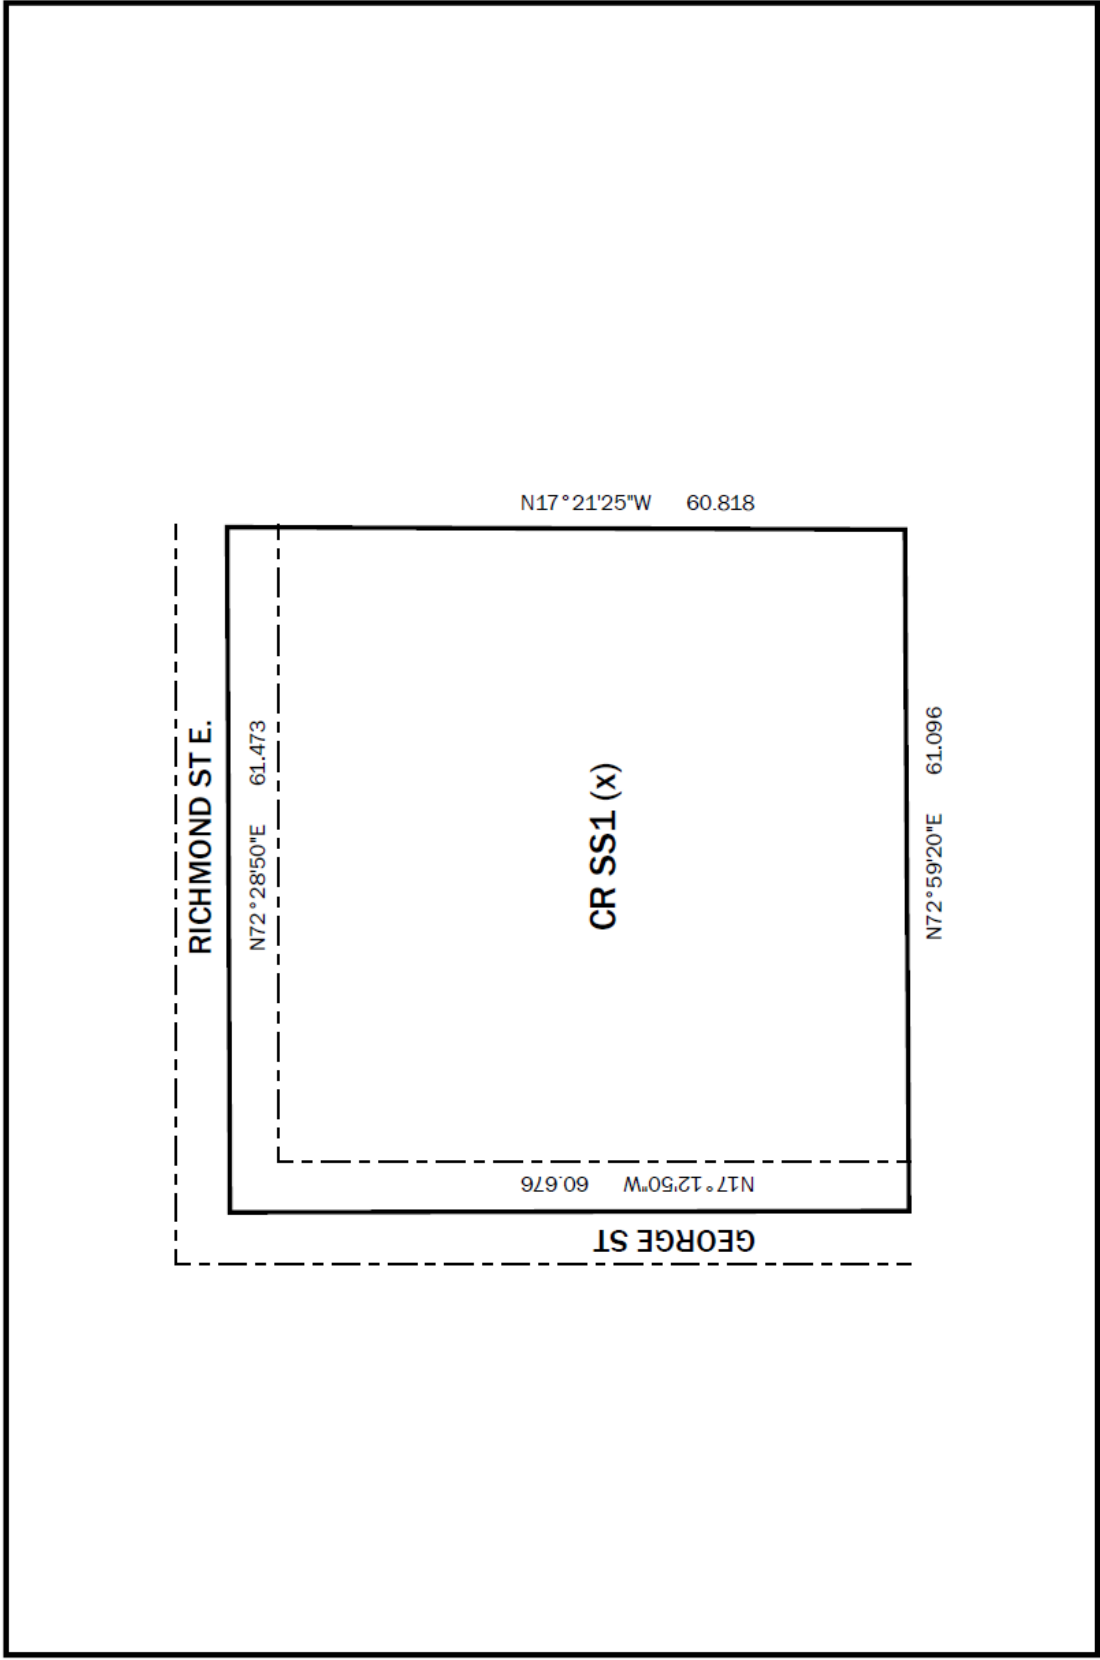 N17°21'25"W 60.818
RICHMOND ST E.
N72°28'50"E 61.473
CR SS1 (x)
N72°59'20"E 61.096
N17°12'50"W 60.676
GEORGE ST